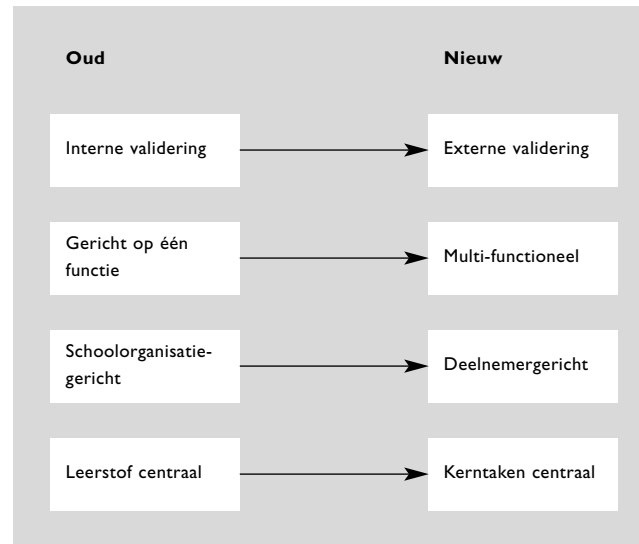 Oud
Nieuw
Interne validering
Externe validering
Gericht op één
functie
Multi-functioneel
Schoolorganisatie-
gericht
Deelnemergericht
Leerstof centraal
Kerntaken centraal